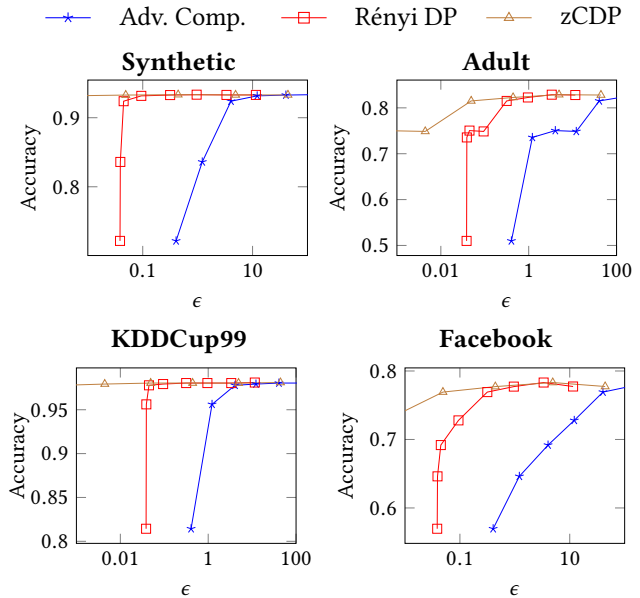 Adv. Comp. Rényi DP zCDP
Synthetic Adult
Accuracy
0.9
0.8
0.1 10
ϵ
Accuracy
0.8
0.7
0.6
0.5
0.01 1 100
ϵ
KDDCup99 Facebook
Accuracy
0.95
0.9
0.85
0.8
0.01 1 100
ϵ
Accuracy
0.8
0.7
0.6
0.1 10
ϵ